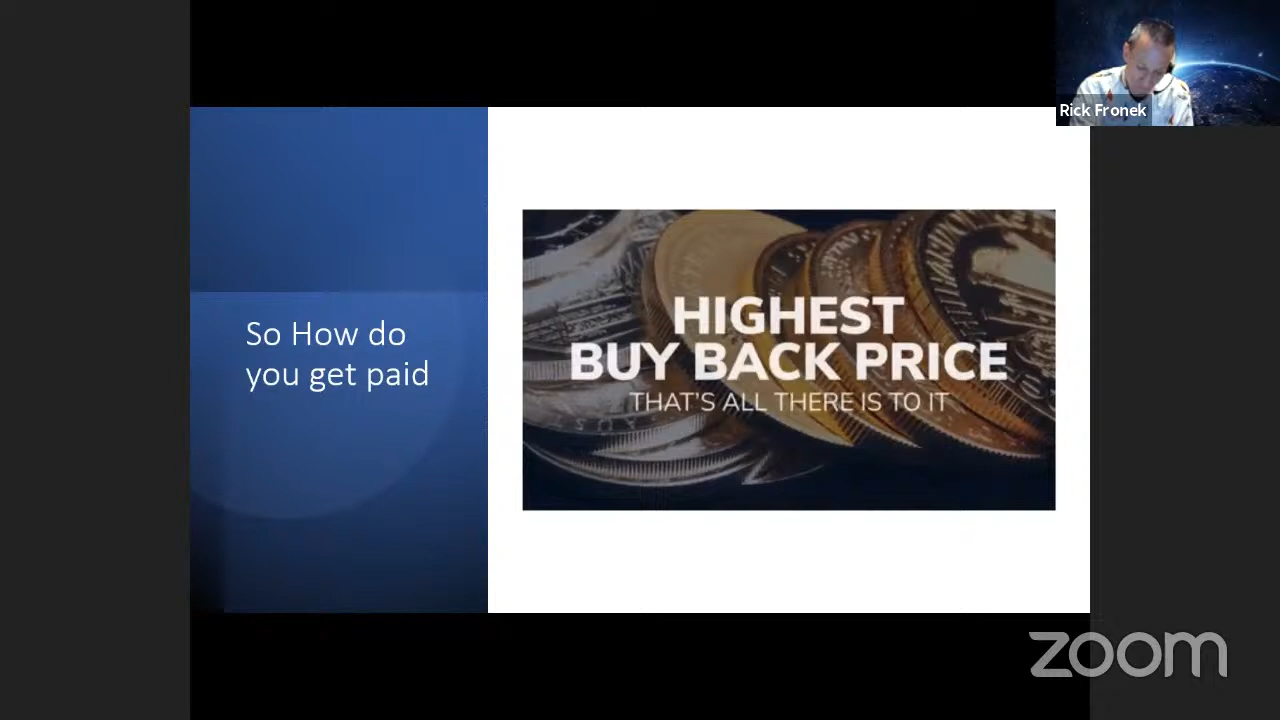 Rick Fronek
So How do
you get paid
HIGHEST
BUY BACK PRICE
THAT'S ALL THERE IS TO IT
zoom